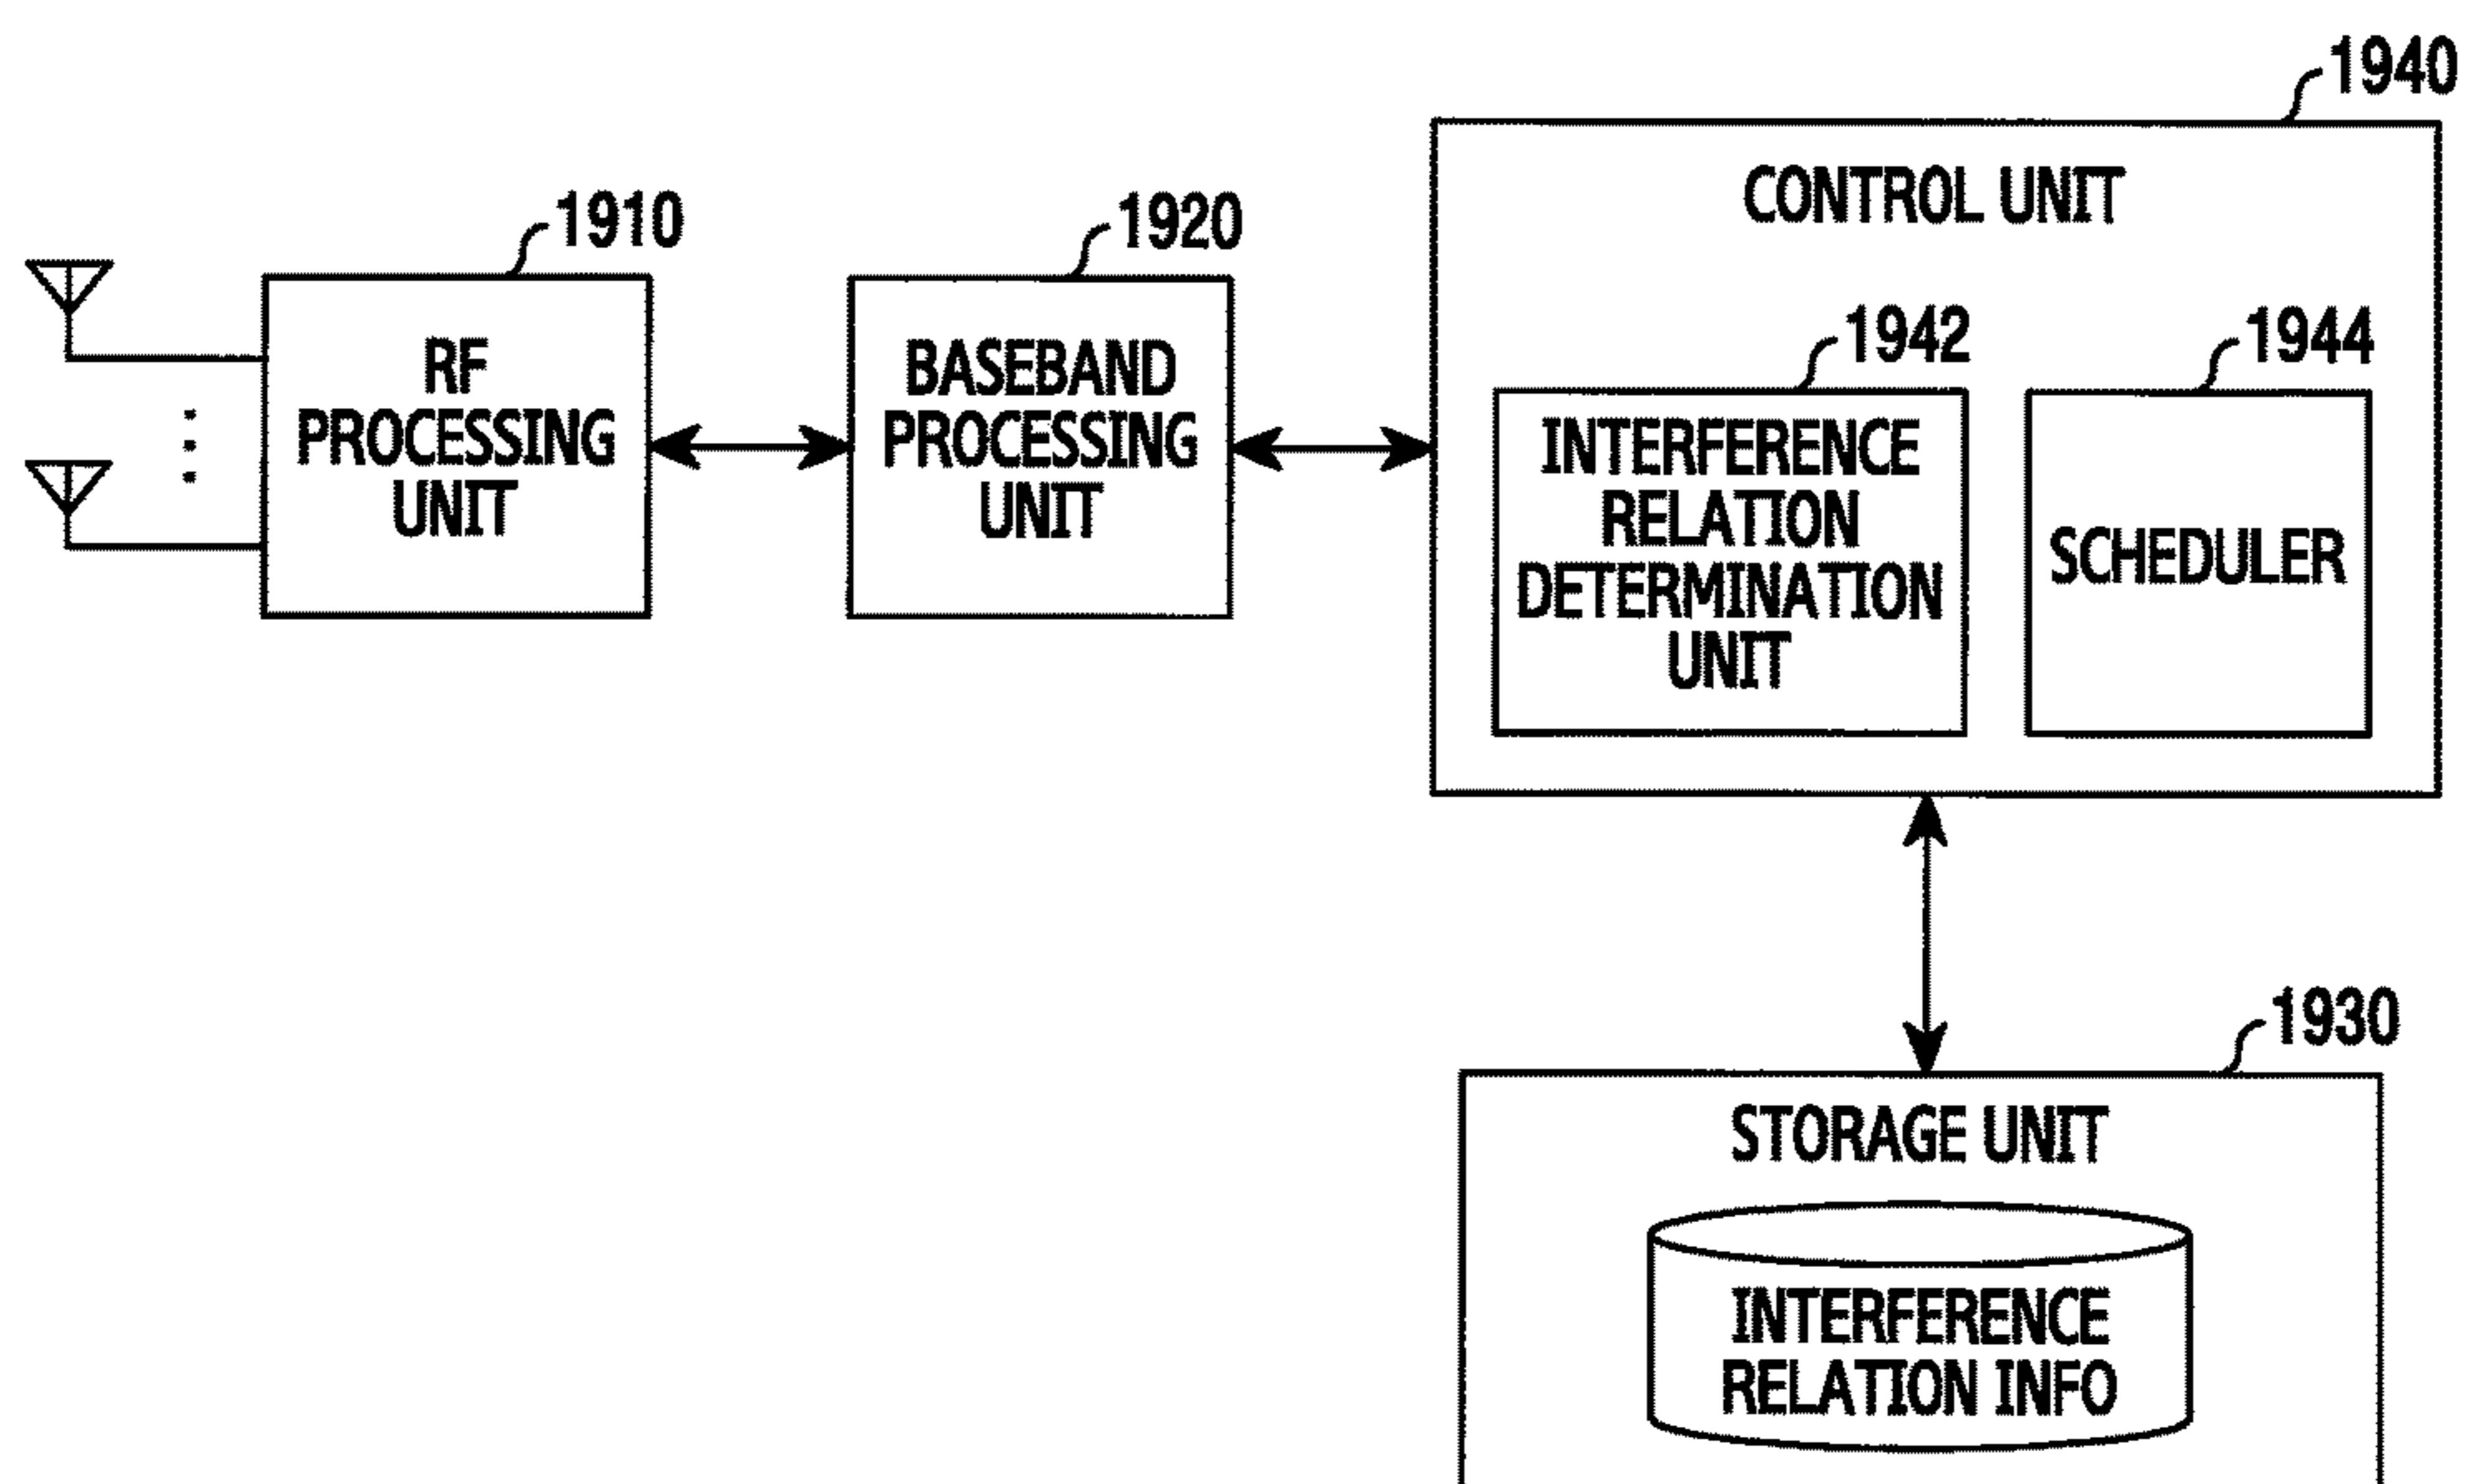 1940
CONTROL UNIT
1910
1920
RF
PROCESSING
UNIT
BASEBAND
PROCESSING
UNIT
1942
1944
INTERFERENCE
RELATION
DETERMINATION
UNIT
SCHEDULER
1930
STORAGE UNIT
INTERFERENCE
RELATION INFO